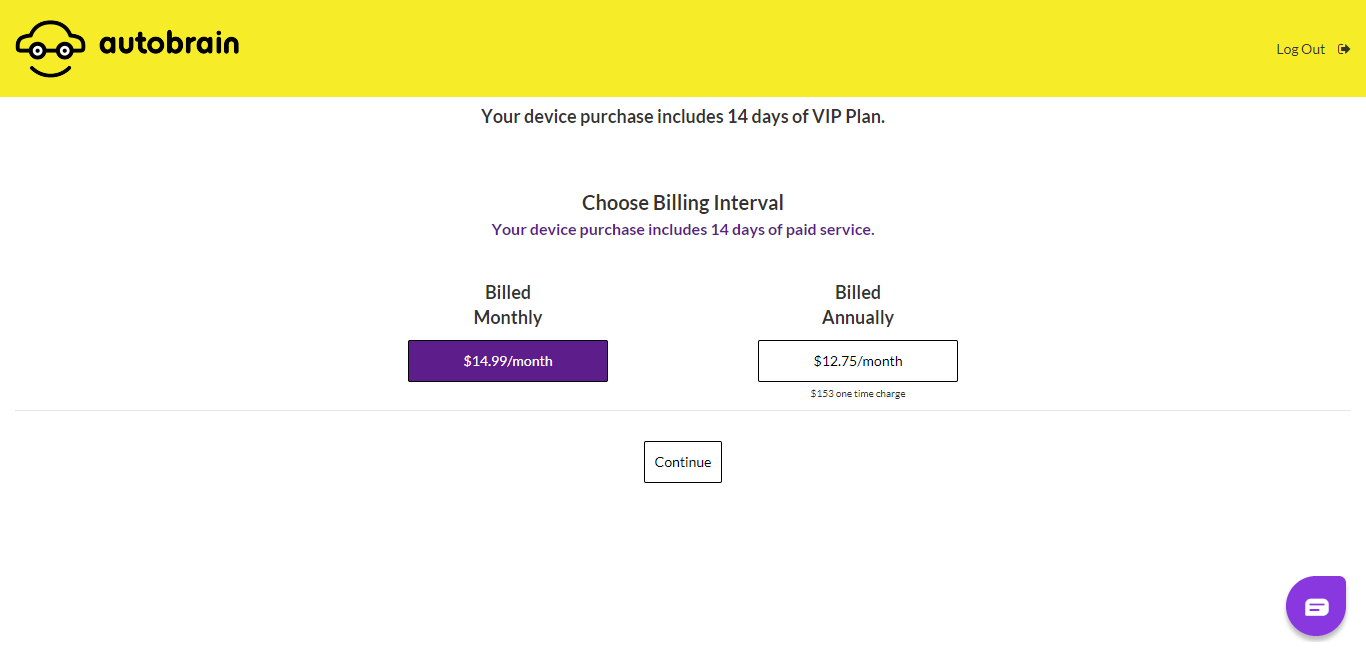 autobrain
Log Out
Your device purchase includes 14 days of VIP Plan.
Choose Billing Interval
Your device purchase includes 14 days of paid service.
Billed
Monthly
$14.99/month
Billed
Annually
$12.75/month
$153 one time charge
Continue